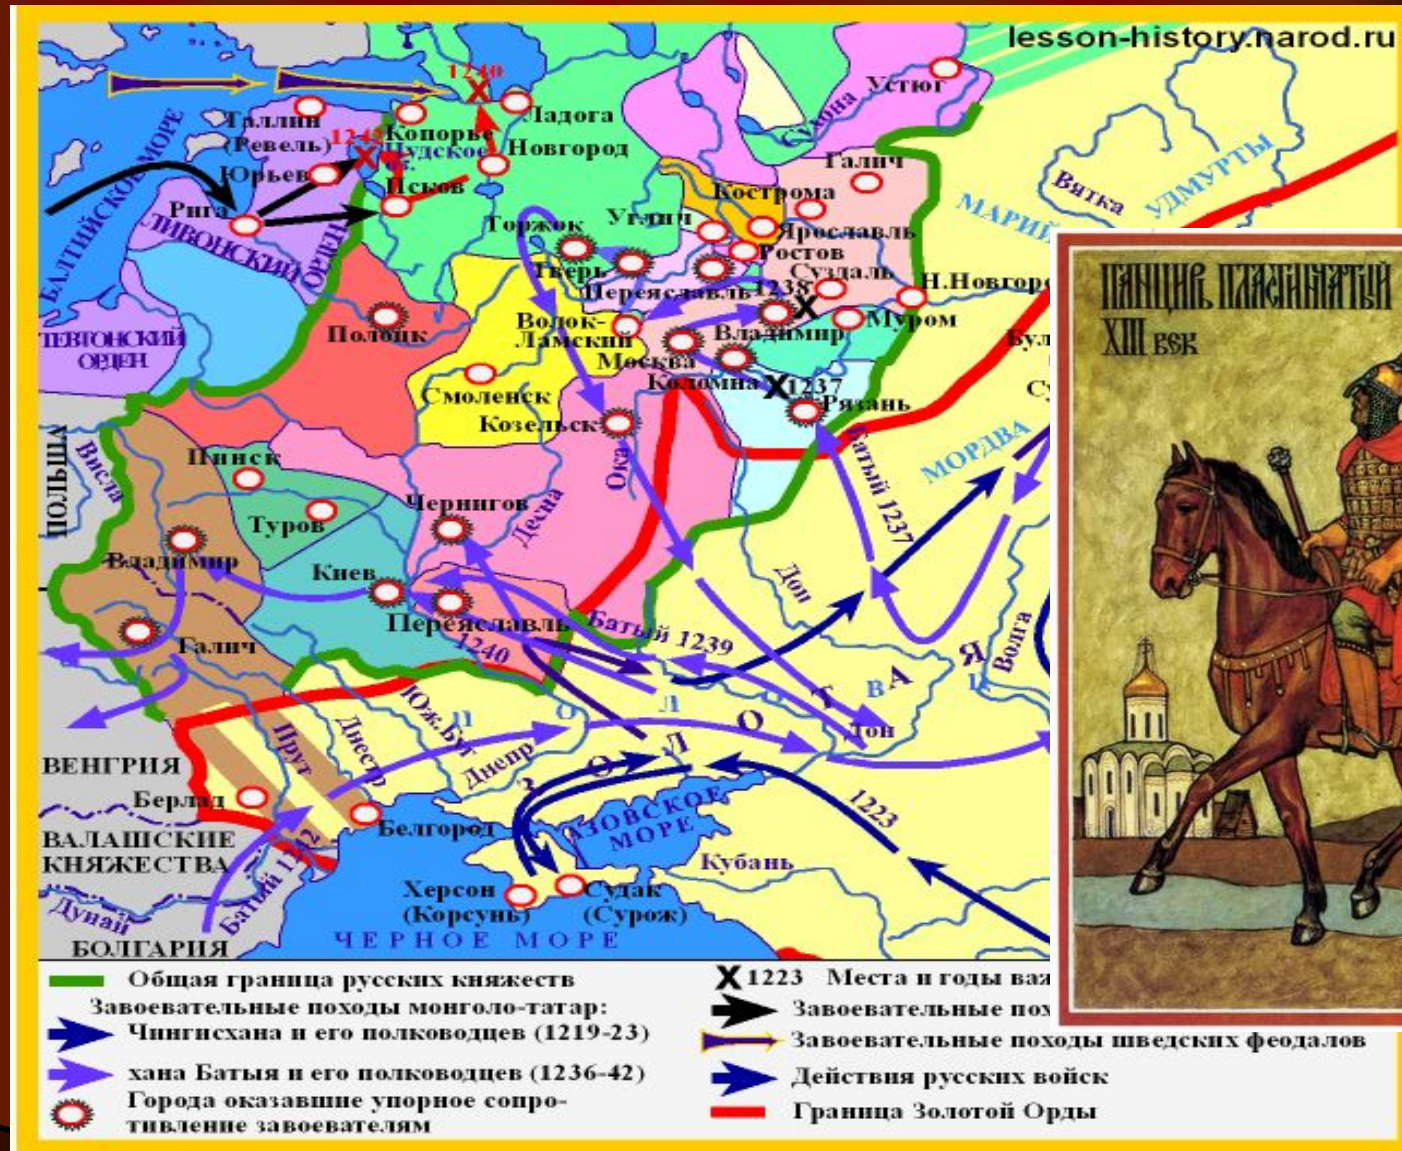 lesson-history.narod.ru
1240
Устюг
Сухона
Ладога
Таллин
(Ревель)
1242
Копорье
Чудское
оз.
Новгород
Юрьев
Псков
Рига
БАЛТИЙСКОЕ МОРЕ
ЛИВОНСКИЙ
ОРДЕН
ТЕВТОНСКИЙ
ОРДЕН
Галич
Кострома
Вятка
УДМУРТЫ
Торжок
Углич
Ярославль
Ростов
Суздаль
Тверь
Переяславль
1238
Н.Новгоро
Полоцк
Волок-
Ламский
Владимир
Муром
Москва
Коломна
1237
Рязань
Смоленск
Козельск
Ока
МОРДВА
Батый 1237
ПОЛЬША
Висла
Пинск
Туров
Чернигов
Десна
Дон
Волга
Владимир
Киев
Переяславль
1240
Батый 1239
Галич
ЗОЛОТАЯ
Дон
Юж.Буг
Днепр
Днестр
Прут
ВЕНГРИЯ
Берлад
Белгород
ВАЛАШСКИЕ
КНЯЖЕСТВА
Дунай
Батый 1242
БОЛГАРИЯ
АЗОВСКОЕ
МОРЕ
1223
Кубань
Херсон
(Корсунь)
Судак
(Сурож)
ЧЕРНОЕ МОРЕ
ПАНЦИРЬ ПЛАСТИНЧАТЫЙ
XIII ВЕК
Общая граница русских княжеств
Завоевательные походы монголо-татар:
Чингисхана и его полководцев (1219-23)
хана Батыя и его полководцев (1236-42)
Города оказавшие упорное сопро-
тивление завоевателям
X 1223 Места и годы
Завоевательные
Завоевательные походы шведских феодалов
Действия русских войск
Граница Золотой Орды